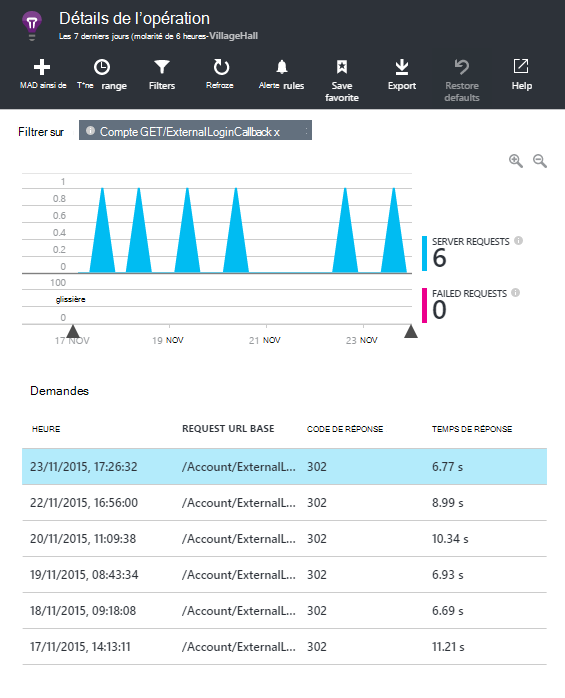 Détails de l'opération
Les 7 derniers jours (molarité de 6 heures-VillageHall
MAD ainsi de T*ne range Filters Refroze Alerte rules Save favorite Export Restore defaults Help
Filtrer sur Compte GET/ExternalLoginCallback x
1
0.8
0.6
0.4
0.2
0
100
glissière
0
17 NOV 19 NOV 21 NOV 23 NOV
SERVER REQUESTS
6
FAILED REQUESTS
0
Demandes
HEURE REQUEST URL BASE CODE DE RÉPONSE TEMPS DE RÉPONSE
23/11/2015, 17:26:32 /Account/ExternalL... 302 6.77 s
22/11/2015, 16:56:00 /Account/ExternalL... 302 8.99 s
20/11/2015, 11:09:38 /Account/ExternalL... 302 10.34 s
19/11/2015, 08:43:34 /Account/ExternalL... 302 6.93 s
18/11/2015, 09:18:08 /Account/ExternalL... 302 6.69 s
17/11/2015, 14:13:11 /Account/ExternalL... 302 11.21 s